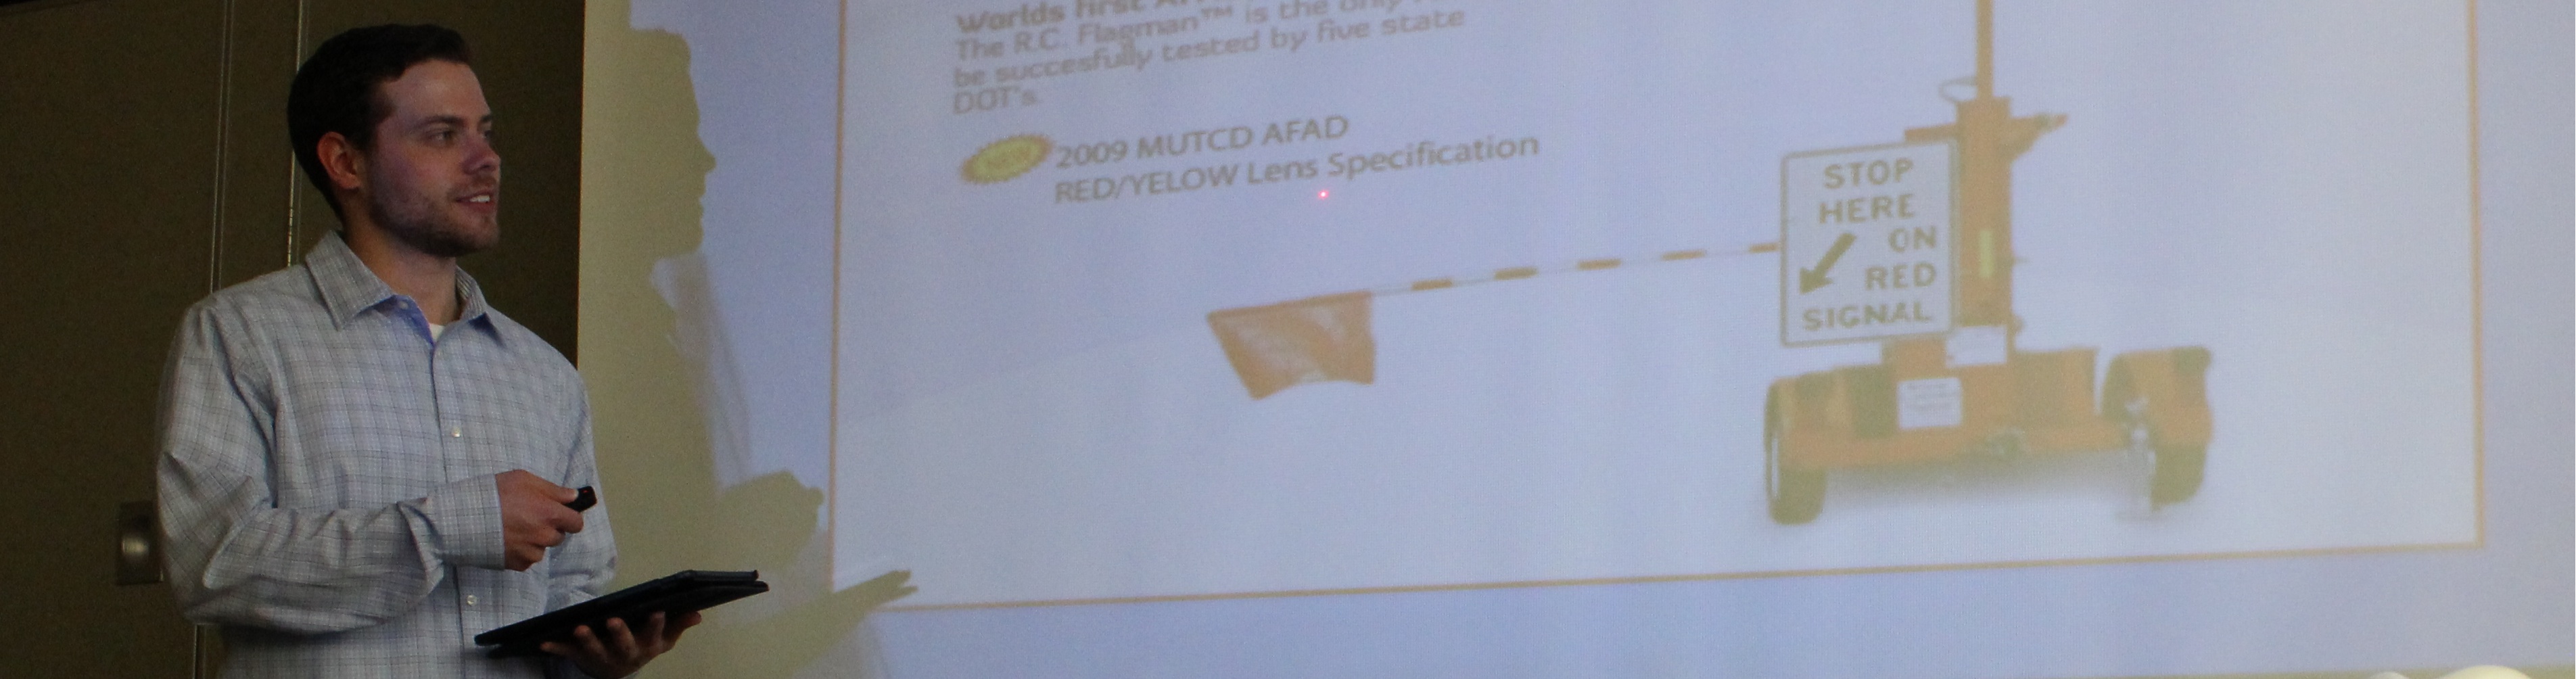 Worlds first
The R.C. Flagman™ is the only
be succesfully tested by five state
DOT's.
2009 MUTCD AFAD
RED/YELOW Lens Specification
STOP
HERE
ON
RED
SIGNAL